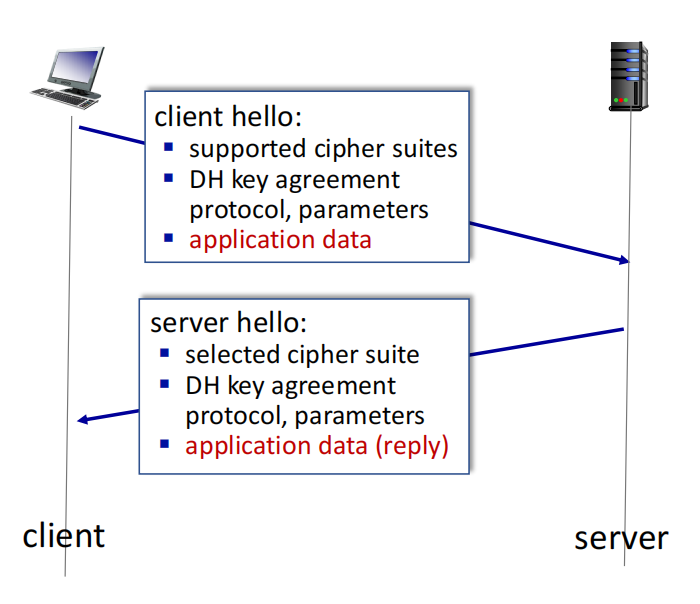 client hello:
▪ supported cipher suites
▪ DH key agreement
protocol, parameters
▪ application data
server hello:
▪ selected cipher suite
▪ DH key agreement
protocol, parameters
▪ application data (reply)
client
server